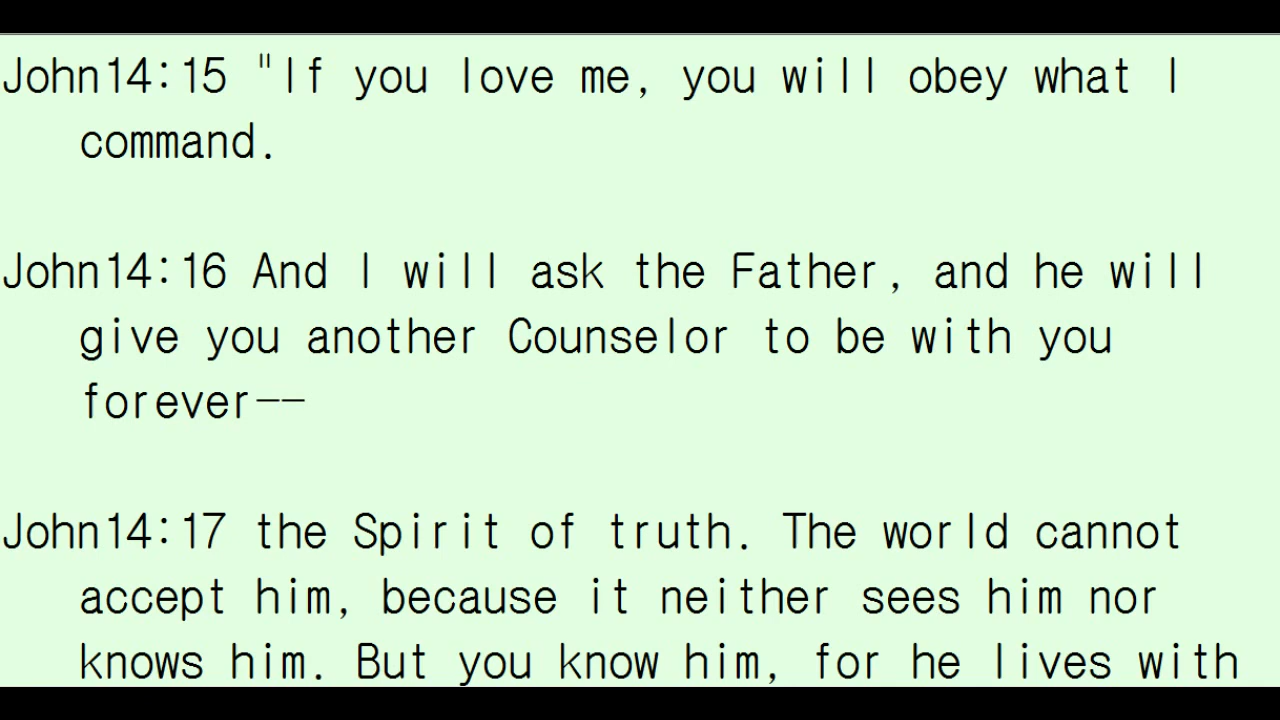 John14:15 "If you love me, you will obey what I
command.
John14:16 And I will ask the Father, and he will
give you another Counselor to be with you
forever--
John14:17 the Spirit of truth. The world cannot
accept him, because it neither sees him nor
knows him. But you know him, for he lives with